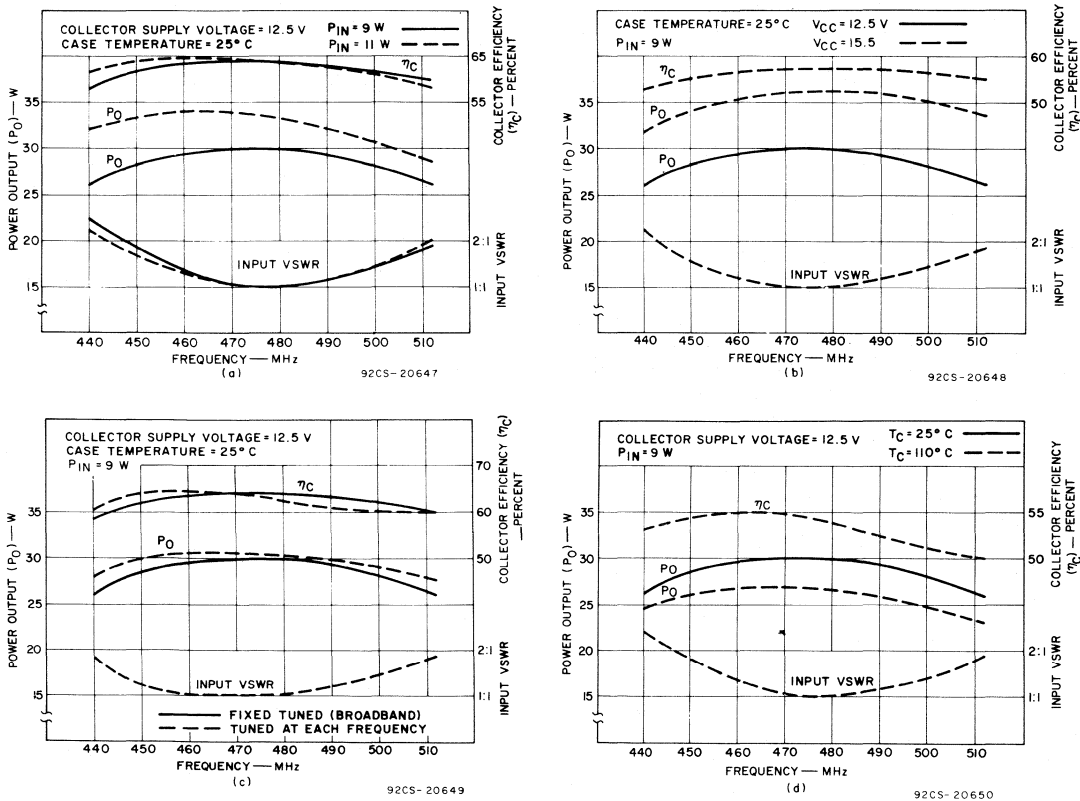 COLLECTOR SUPPLY VOLTAGE = 12.5 V
CASE TEMPERATURE = 25° C
PIN = 9 W
PIN = 11 W
ηC
PO
PO
INPUT VSWR
35
30
25
20
15
POWER OUTPUT (PO) — W
65
55
COLLECTOR EFFICIENCY
(ηC) — PERCENT
2:1
1:1
INPUT VSWR
440 450 460 470 480 490 500 510
FREQUENCY — MHz
(a)
92CS-20647
CASE TEMPERATURE = 25° C
PIN = 9 W
VCC = 12.5 V
VCC = 15.5
ηC
PO
PO
INPUT VSWR
35
30
25
20
15
POWER OUTPUT (PO) — W
60
50
COLLECTOR EFFICIENCY
(ηC) — PERCENT
2:1
1:1
INPUT VSWR
440 450 460 470 480 490 500 510
FREQUENCY — MHz
(b)
92CS-20648
COLLECTOR SUPPLY VOLTAGE = 12.5 V
CASE TEMPERATURE = 25° C
PIN = 9 W
ηC
PO
INPUT VSWR
FIXED TUNED (BROADBAND)
TUNED AT EACH FREQUENCY
35
30
25
20
15
POWER OUTPUT (PO) — W
70
60
50
COLLECTOR EFFICIENCY (ηC)
— PERCENT
2:1
1:1
INPUT VSWR
440 450 460 470 480 490 500 510
FREQUENCY — MHz
(c)
92CS-20649
COLLECTOR SUPPLY VOLTAGE = 12.5 V
PIN = 9 W
TC = 25° C
TC = 110° C
ηC
PO
PO
INPUT VSWR
35
30
25
20
15
POWER OUTPUT (PO) — W
55
50
COLLECTOR EFFICIENCY
(ηC) — PERCENT
2:1
1:1
INPUT VSWR
440 450 460 470 480 490 500 510
FREQUENCY — MHz
(d)
92CS-20650